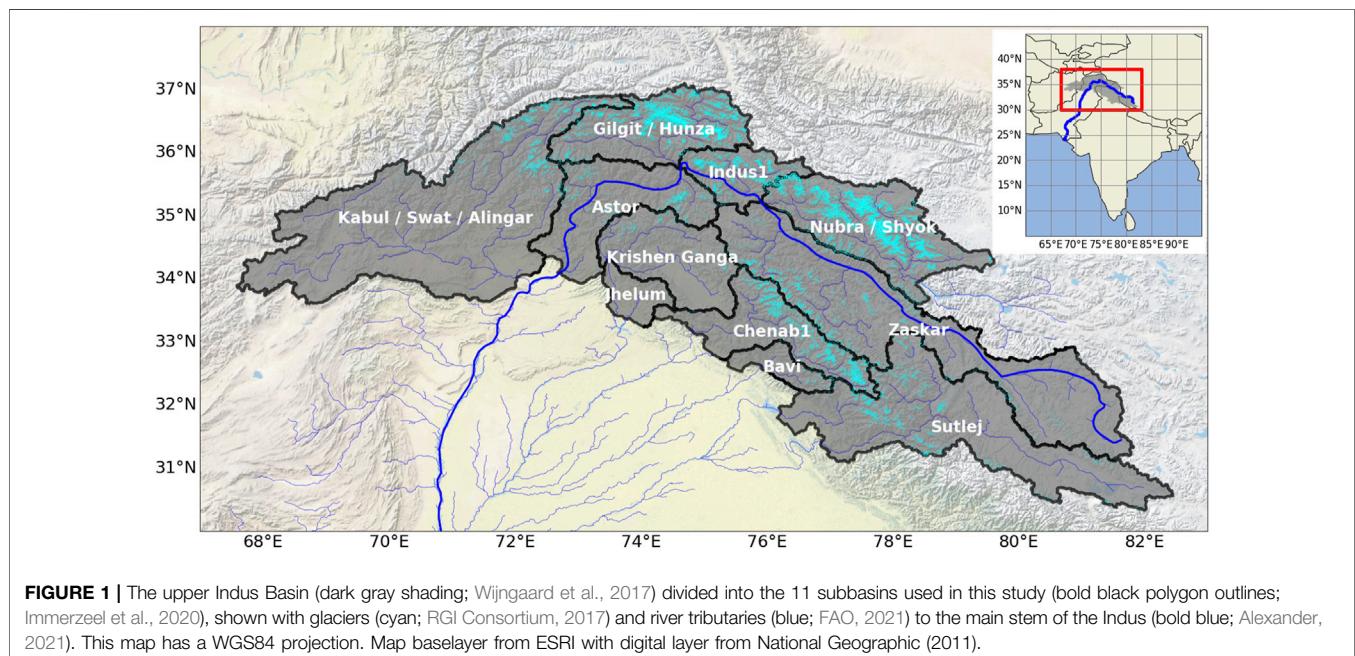 37°N
36°N
35°N
34°N
33°N
32°N
31°N
68°E 70°E 72°E 74°E 76°E 78°E 80°E 82°E
Gilgit / Hunza
Indus1
Kabul / Swat / Alingar
Astor
Nubra / Shyok
Krishen Ganga
Jhelum
Chenab1
Zaskar
Bavi
Sutlej
40°N
35°N
30°N
25°N
20°N
15°N
10°N
65°E 70°E 75°E 80°E 85°E 90°E
FIGURE 1 | The upper Indus Basin (dark gray shading; Wijngaard et al., 2017) divided into the 11 subbasins used in this study (bold black polygon outlines;
Immerzeel et al., 2020), shown with glaciers (cyan; RGI Consortium, 2017) and river tributaries (blue; FAO, 2021) to the main stem of the Indus (bold blue; Alexander,
2021). This map has a WGS84 projection. Map baselayer from ESRI with digital layer from National Geographic (2011).